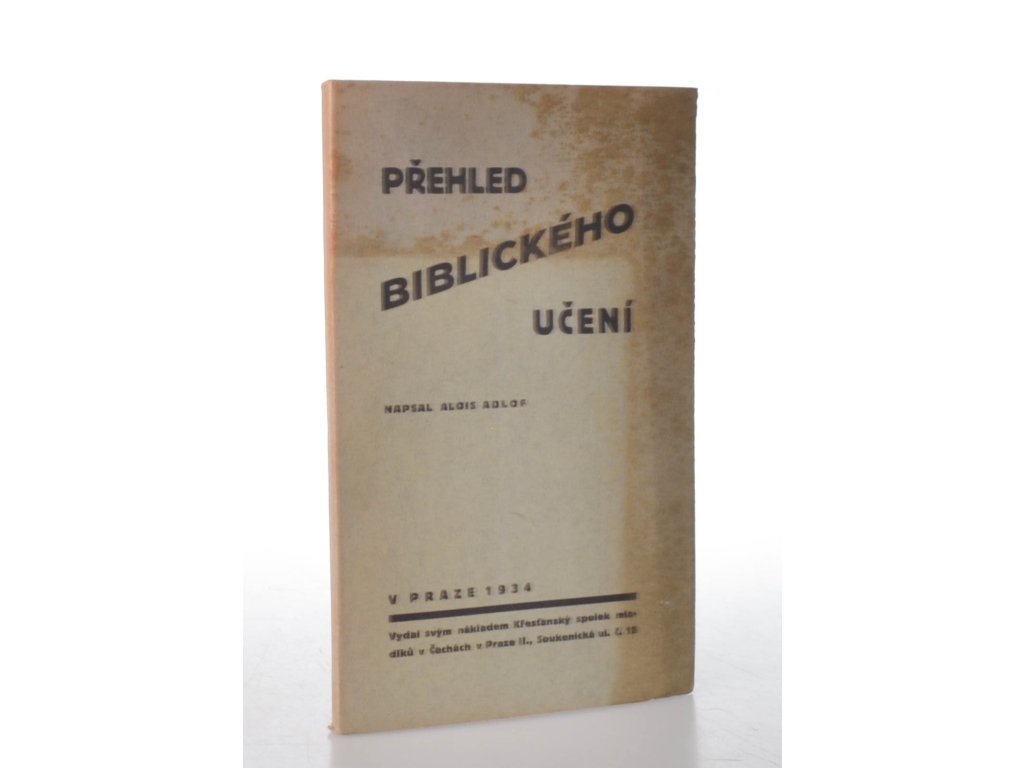 PŘEHLED
BIBLICKÉHO
UČENÍ
NAPSAL ALOIS ADLOF
V PRAZE 1934
Vydal svým nákladem Křesťanský spolek mla-
díků v Čechách v Praze II., Soukenická ul. č. 15